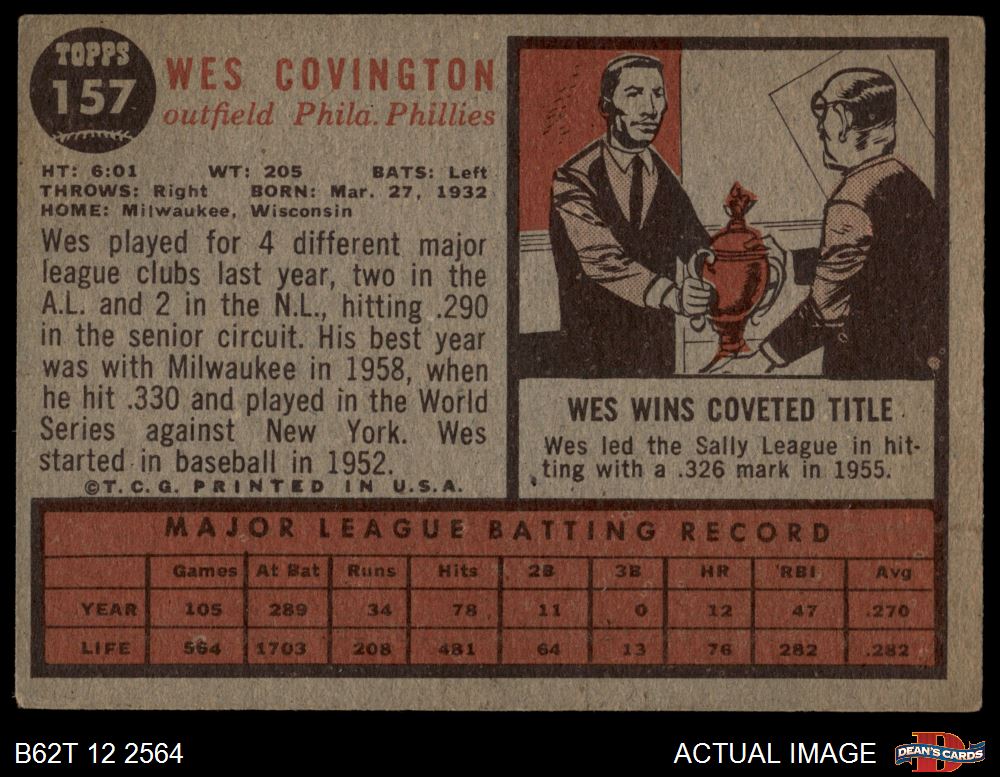 TOPPS
157
WES COVINGTON
outfield Phila. Phillies
HT: 6:01 WT: 205 BATS: Left
THROWS: Right BORN: Mar. 27, 1932
HOME: Milwaukee, Wisconsin
Wes played for 4 different major
league clubs last year, two in the
A.L. and 2 in the N.L., hitting .290
in the senior circuit. His best year
was with Milwaukee in 1958, when
he hit .330 and played in the World
Series against New York. Wes
started in baseball in 1952.
©T. C. G. PRINTED IN U.S.A.
WES WINS COVETED TITLE
Wes led the Sally League in hit-
ting with a .326 mark in 1955.
MAJOR LEAGUE BATTING RECORD
Games At Bat Runs Hits 2B 3B HR RBI Avg
YEAR 105 289 34 78 11 0 12 47 .270
LIFE 564 1703 208 481 64 13 76 282 .282
B62T 12 2564
ACTUAL IMAGE
D
DEAN'S CARDS